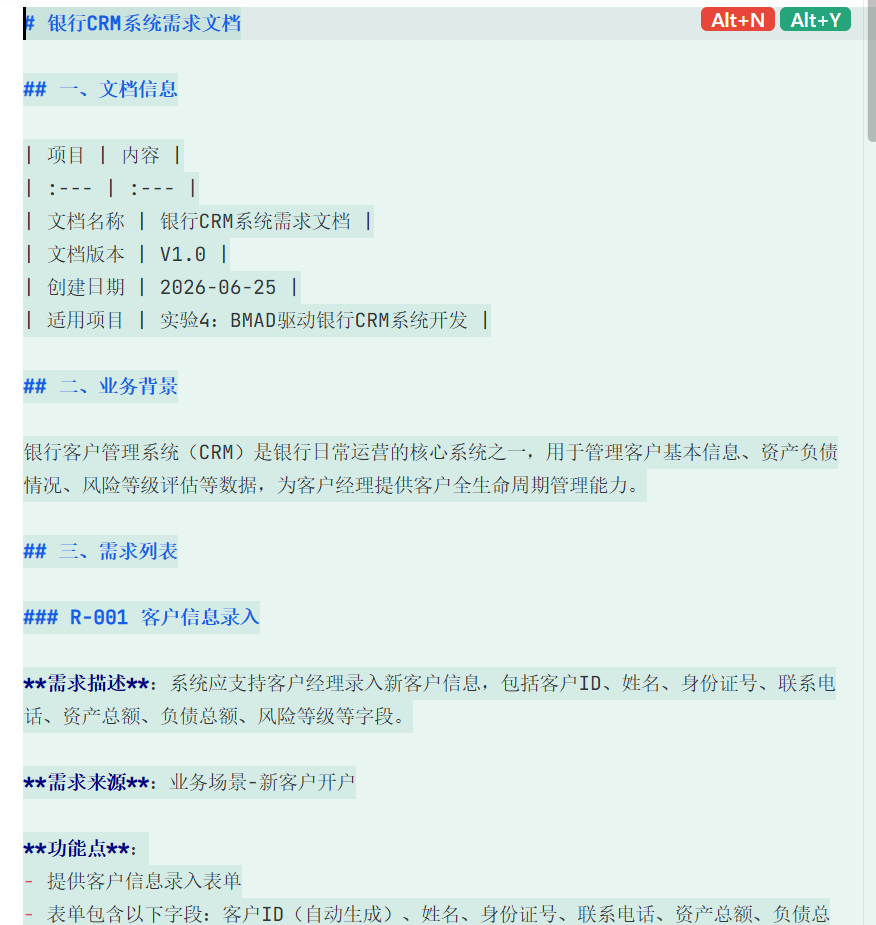 # 银行CRM系统需求文档
Alt+N Alt+Y
## 一、文档信息
| 项目 | 内容 |
| :--- | :--- |
| 文档名称 | 银行CRM系统需求文档 |
| 文档版本 | V1.0 |
| 创建日期 | 2026-06-25 |
| 适用项目 | 实验4：BMAD驱动银行CRM系统开发 |
## 二、业务背景
银行客户管理系统（CRM）是银行日常运营的核心系统之一，用于管理客户基本信息、资产负债
情况、风险等级评估等数据，为客户经理提供客户全生命周期管理能力。
## 三、需求列表
### R-001 客户信息录入
**需求描述**：系统应支持客户经理录入新客户信息，包括客户ID、姓名、身份证号、联系电
话、资产总额、负债总额、风险等级等字段。
**需求来源**：业务场景-新客户开户
**功能点**：
- 提供客户信息录入表单
- 表单包含以下字段：客户ID（自动生成）、姓名、身份证号、联系电话、资产总额、负债总